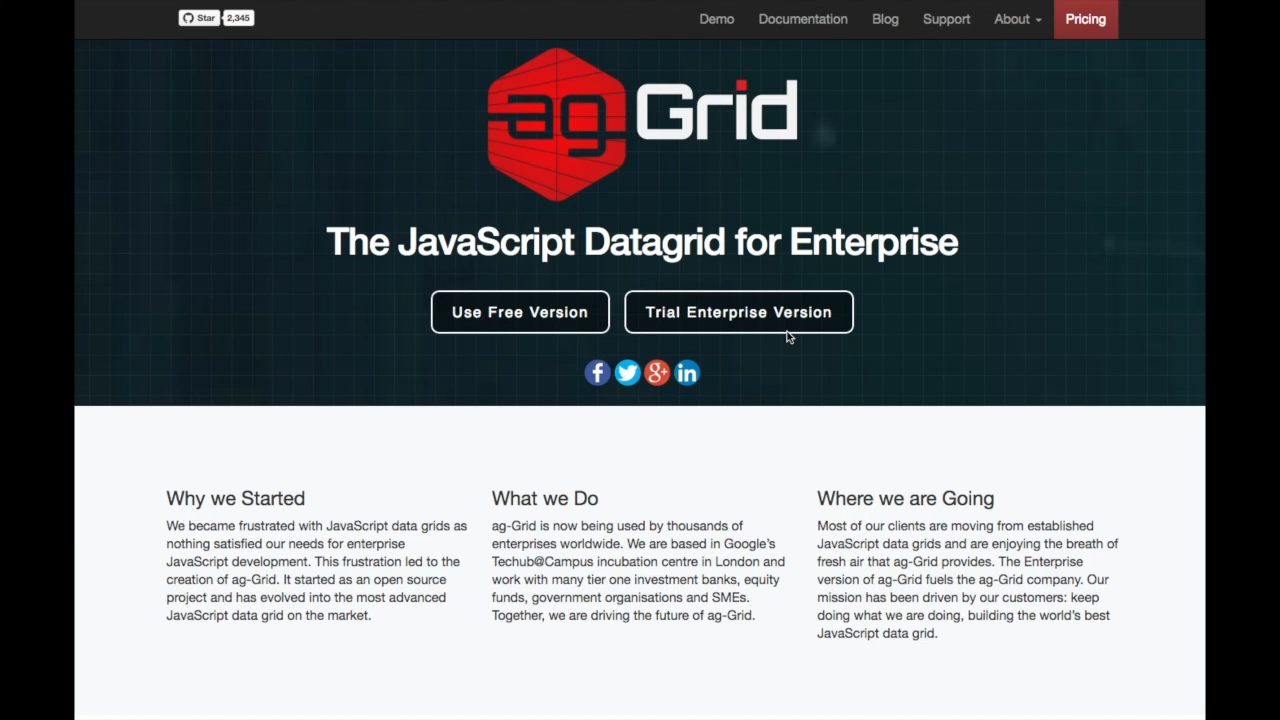 Star 2,345 Demo Documentation Blog Support About Pricing
ag Grid
The JavaScript Datagrid for Enterprise
Use Free Version Trial Enterprise Version
f g+ in
Why we Started
We became frustrated with JavaScript data grids as
nothing satisfied our needs for enterprise
JavaScript development. This frustration led to the
creation of ag-Grid. It started as an open source
project and has evolved into the most advanced
JavaScript data grid on the market.
What we Do
ag-Grid is now being used by thousands of
enterprises worldwide. We are based in Google's
Techub@Campus incubation centre in London and
work with many tier one investment banks, equity
funds, government organisations and SMEs.
Together, we are driving the future of ag-Grid.
Where we are Going
Most of our clients are moving from established
JavaScript data grids and are enjoying the breath of
fresh air that ag-Grid provides. The Enterprise
version of ag-Grid fuels the ag-Grid company. Our
mission has been driven by our customers: keep
doing what we are doing, building the world's best
JavaScript data grid.